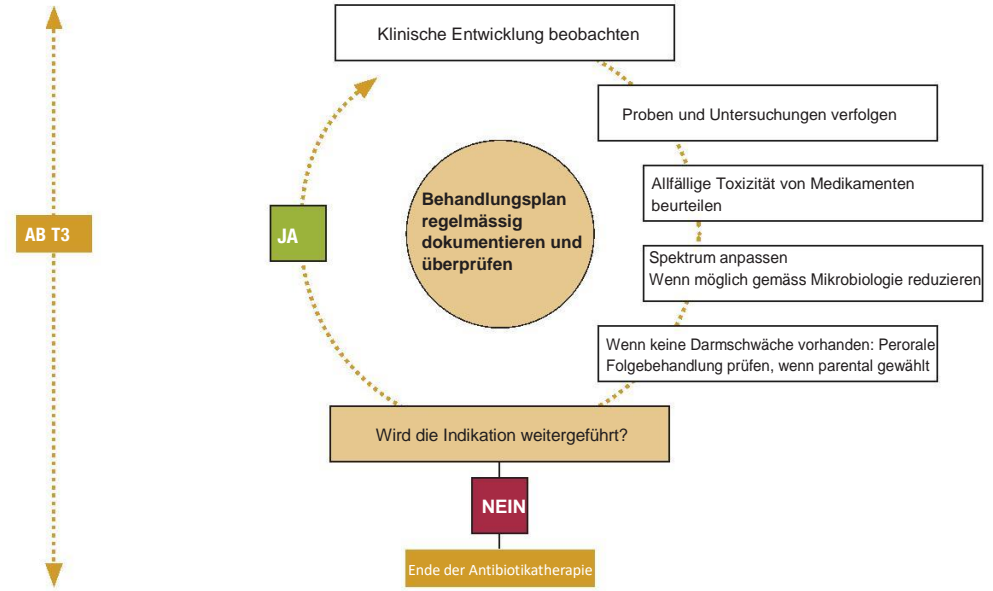 Klinische Entwicklung beobachten
Proben und Untersuchungen verfolgen
Allfällige Toxizität von Medikamenten
beurteilen
Behandlungsplan
regelmässig
dokumentieren und
überprüfen
AB T3
JA
Spektrum anpassen
Wenn möglich gemäss Mikrobiologie reduzieren
Wenn keine Darmschwäche vorhanden: Perorale
Folgebehandlung prüfen, wenn parental gewählt
Wird die Indikation weitergeführt?
NEIN
Ende der Antibiotikatherapie